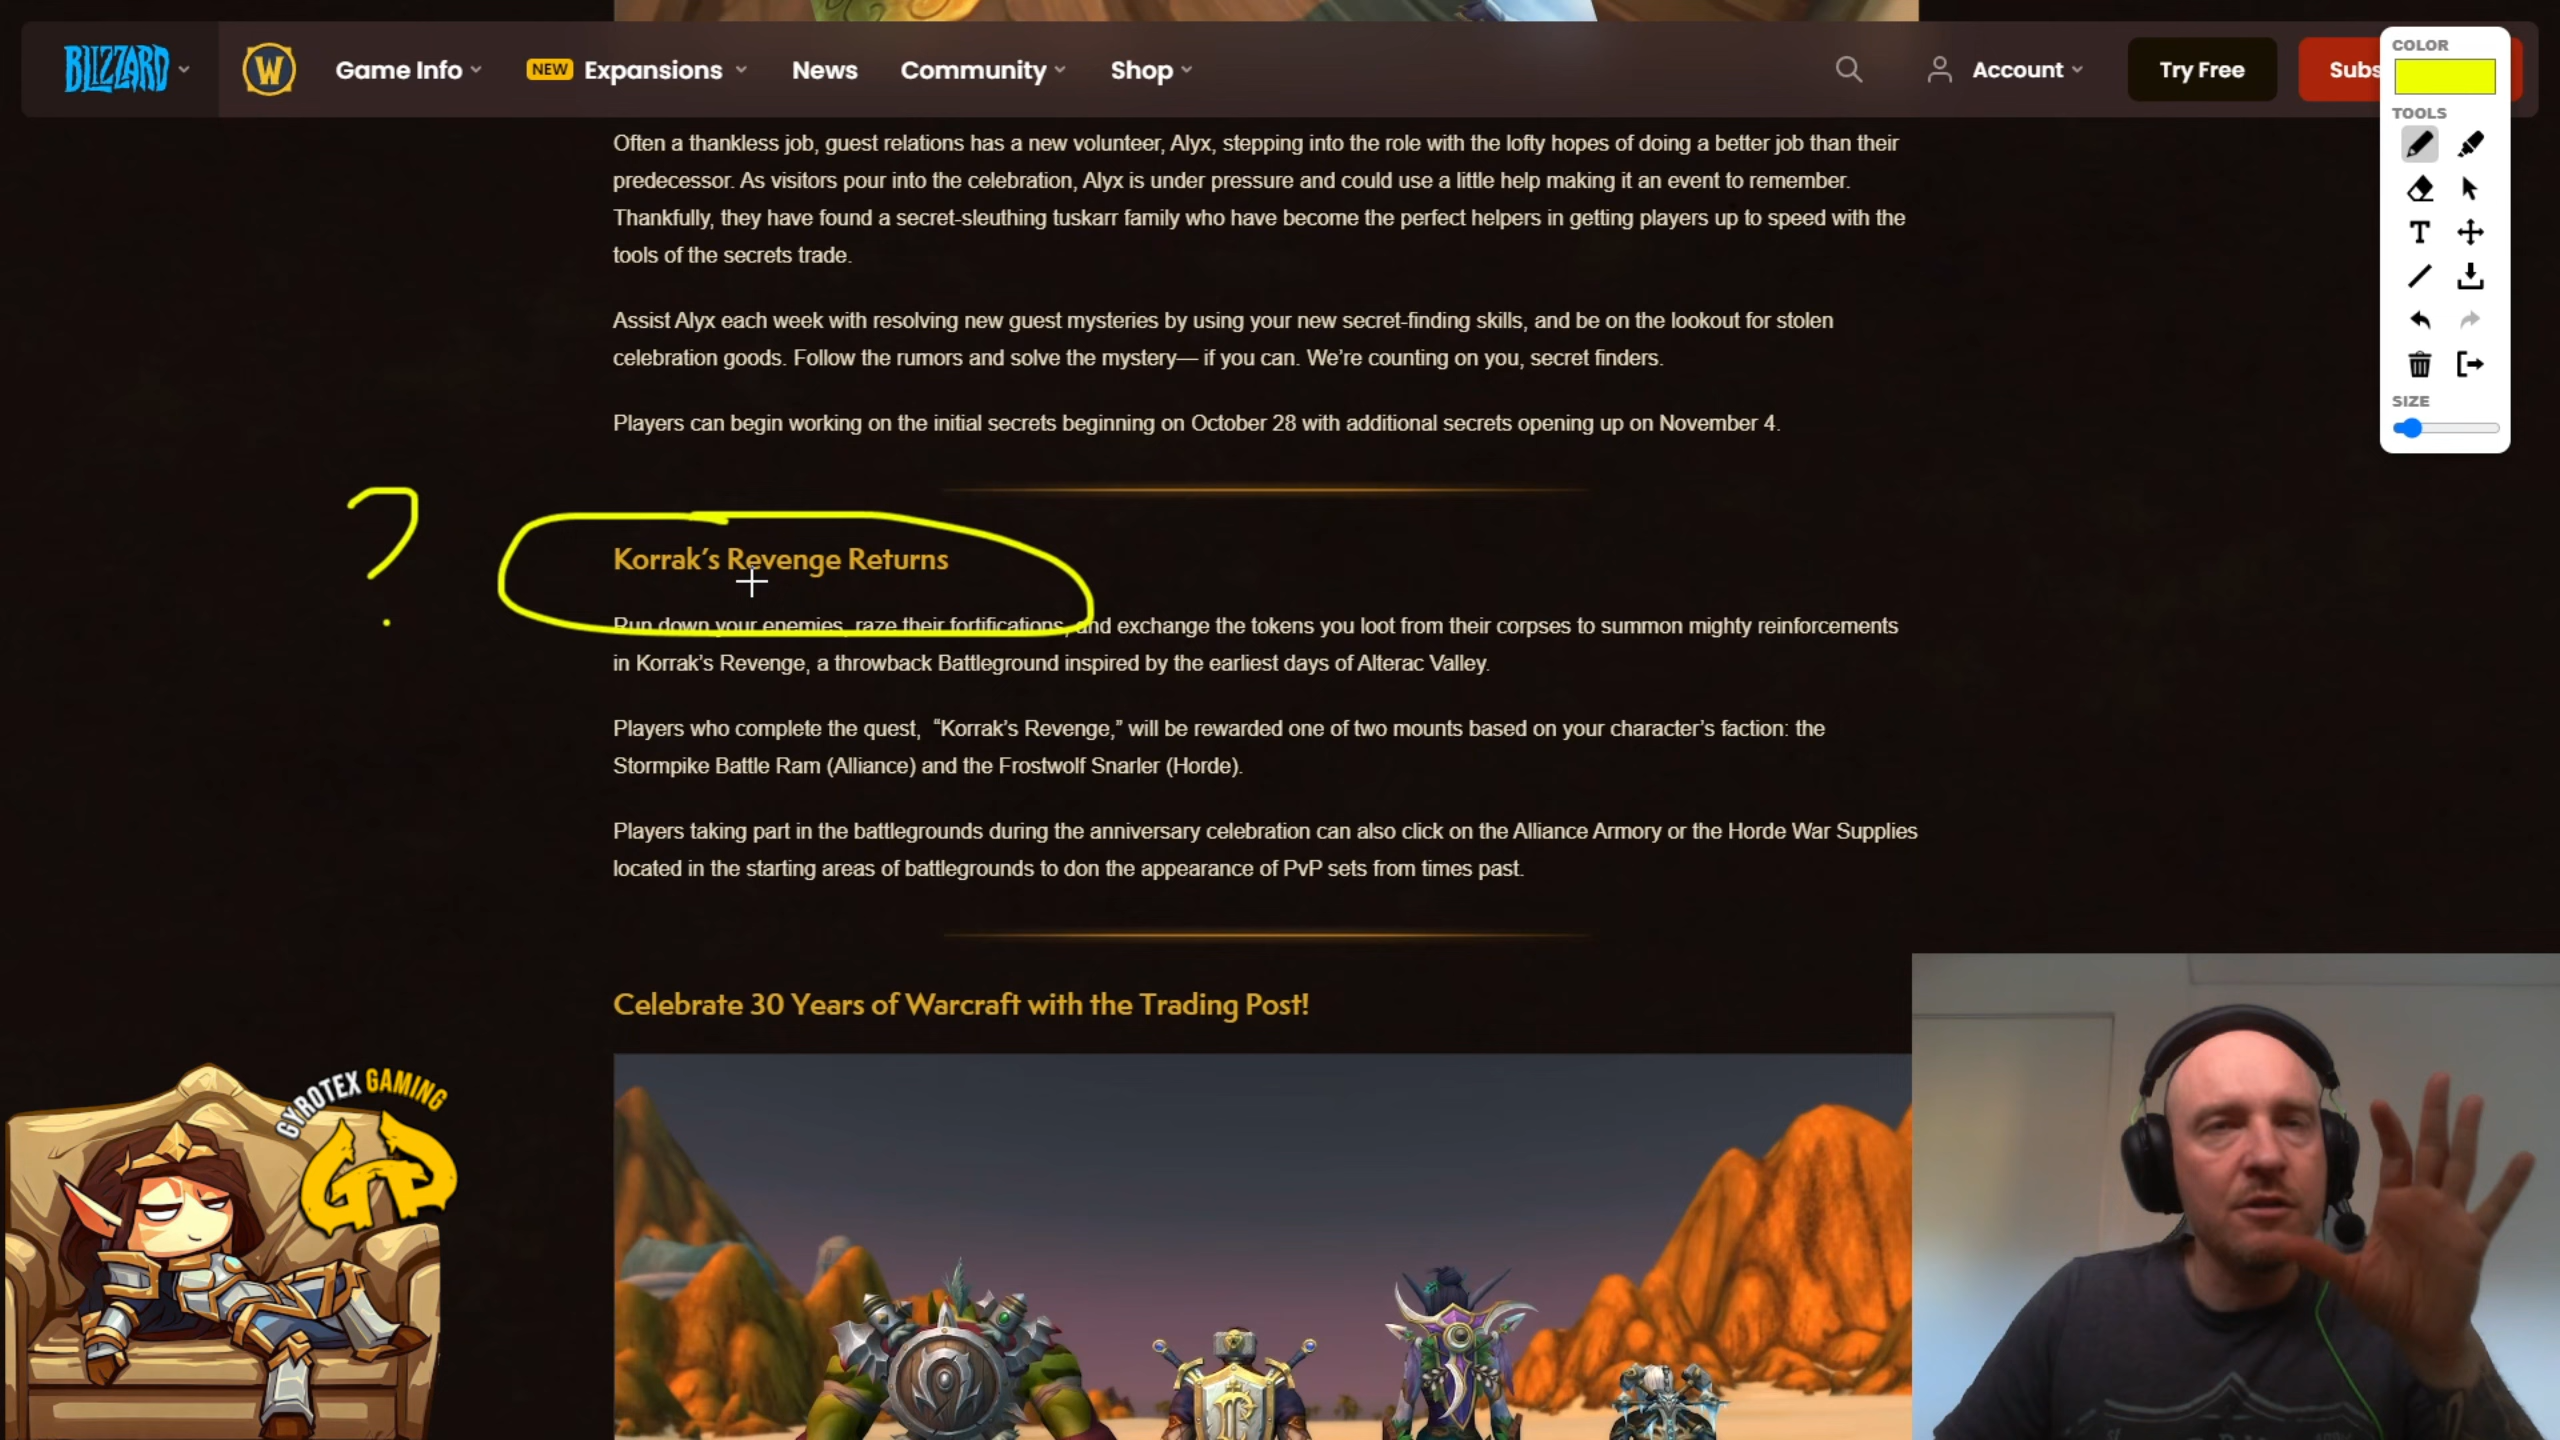 BLIZZARD
W
Game Info
NEW Expansions
News
Community
Shop
Account
Try Free
Subs
COLOR
TOOLS
T
SIZE
Often a thankless job, guest relations has a new volunteer, Alyx, stepping into the role with the lofty hopes of doing a better job than their
predecessor. As visitors pour into the celebration, Alyx is under pressure and could use a little help making it an event to remember.
Thankfully, they have found a secret-sleuthing tuskarr family who have become the perfect helpers in getting players up to speed with the
tools of the secrets trade.
Assist Alyx each week with resolving new guest mysteries by using your new secret-finding skills, and be on the lookout for stolen
celebration goods. Follow the rumors and solve the mystery— if you can. We’re counting on you, secret finders.
Players can begin working on the initial secrets beginning on October 28 with additional secrets opening up on November 4.
?
Korrak’s Revenge Returns
Run down your enemies, raze their fortifications, and exchange the tokens you loot from their corpses to summon mighty reinforcements
in Korrak’s Revenge, a throwback Battleground inspired by the earliest days of Alterac Valley.
Players who complete the quest, “Korrak’s Revenge,” will be rewarded one of two mounts based on your character’s faction: the
Stormpike Battle Ram (Alliance) and the Frostwolf Snarler (Horde).
Players taking part in the battlegrounds during the anniversary celebration can also click on the Alliance Armory or the Horde War Supplies
located in the starting areas of battlegrounds to don the appearance of PvP sets from times past.
Celebrate 30 Years of Warcraft with the Trading Post!
GYROTEX GAMING
GG